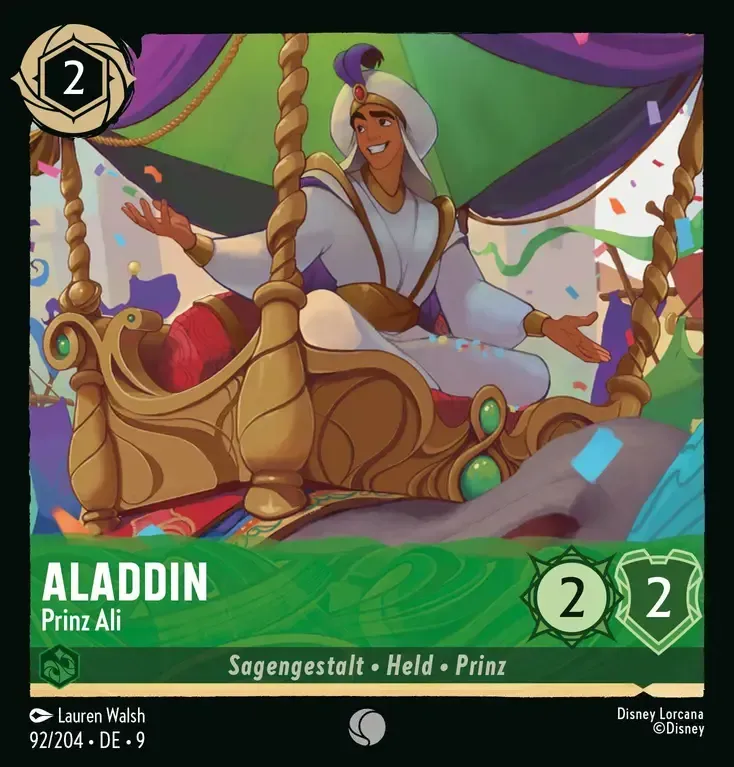 2
ALADDIN
Prinz Ali
2 2
Sagengestalt • Held • Prinz
Lauren Walsh
92/204 • DE • 9
Disney Lorcana
©Disney